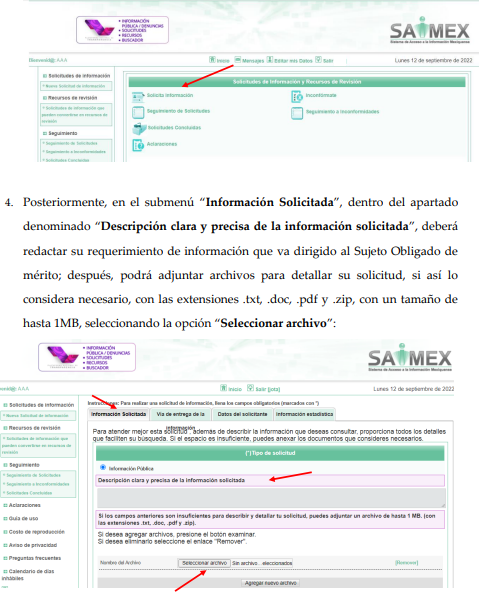 • INFORMACIÓN
PÚBLICA / DENUNCIAS
• SOLICITUDES
• RECURSOS
• BUSCADOR
SAIMEX
Sistema de Acceso a la Información Mexiquense
Bienvenid@: A A A
Inicio Mensajes Editar mis Datos Salir
Lunes 12 de septiembre de 2022
Solicitudes de información
* Nueva Solicitud de información
Recursos de revisión
* Solicitudes de información que
pueden convertirse en recursos de
revisión
Seguimiento
* Seguimiento de Solicitudes
* Seguimiento a Inconformidades
* Solicitudes Concluidas
Solicitudes de Información y Recursos de Revisión
Solicita Información
Inconfórmate
Seguimiento de Solicitudes
Seguimiento a Inconformidades
Solicitudes Concluidas
Aclaraciones
4. Posteriormente, en el submenú “Información Solicitada”, dentro del apartado
denominado “Descripción clara y precisa de la información solicitada”, deberá
redactar su requerimiento de información que va dirigido al Sujeto Obligado de
mérito; después, podrá adjuntar archivos para detallar su solicitud, si así lo
considera necesario, con las extensiones .txt, .doc, .pdf y .zip, con un tamaño de
hasta 1MB, seleccionando la opción “Seleccionar archivo”:
• INFORMACIÓN
PÚBLICA / DENUNCIAS
• SOLICITUDES
• RECURSOS
• BUSCADOR
SAIMEX
Sistema de Acceso a la Información Mexiquense
A A A
Inicio Salir [jota]
Lunes 12 de septiembre de 2022
Solicitudes de información
* Nueva Solicitud de información
Recursos de revisión
* Solicitudes de información que
pueden convertirse en recursos de
revisión
Seguimiento
* Seguimiento de Solicitudes
* Seguimiento a Inconformidades
* Solicitudes Concluidas
Aclaraciones
Guía de uso
Costo de reproducción
Aviso de privacidad
Preguntas frecuentes
Calendario de días
inhábiles
Instrucciones: Para realizar una solicitud de información, llena los campos obligatorios (marcados con *)
Información Solicitada
Vía de entrega de la
información
Datos del solicitante
Información estadística
Para atender mejor esta solicitud, además de describir la información que deseas consultar, proporciona todos los detalles
que faciliten su búsqueda. Si el espacio es insuficiente, puedes anexar los documentos que consideres necesarios.
(*)Tipo de solicitud
Información Pública
Descripción clara y precisa de la información solicitada
Si los campos anteriores son insuficientes para describir y detallar tu solicitud, puedes adjuntar un archivo de hasta 1 MB. (con
las extensiones .txt, .doc, .pdf y .zip).
Si desea agregar archivos, presione el botón examinar.
Si desea eliminarlo seleccione el enlace "Remover".
Nombre del Archivo
Seleccionar archivo
Sin archivo...eleccionados
[Remover]
Agregar nuevo archivo